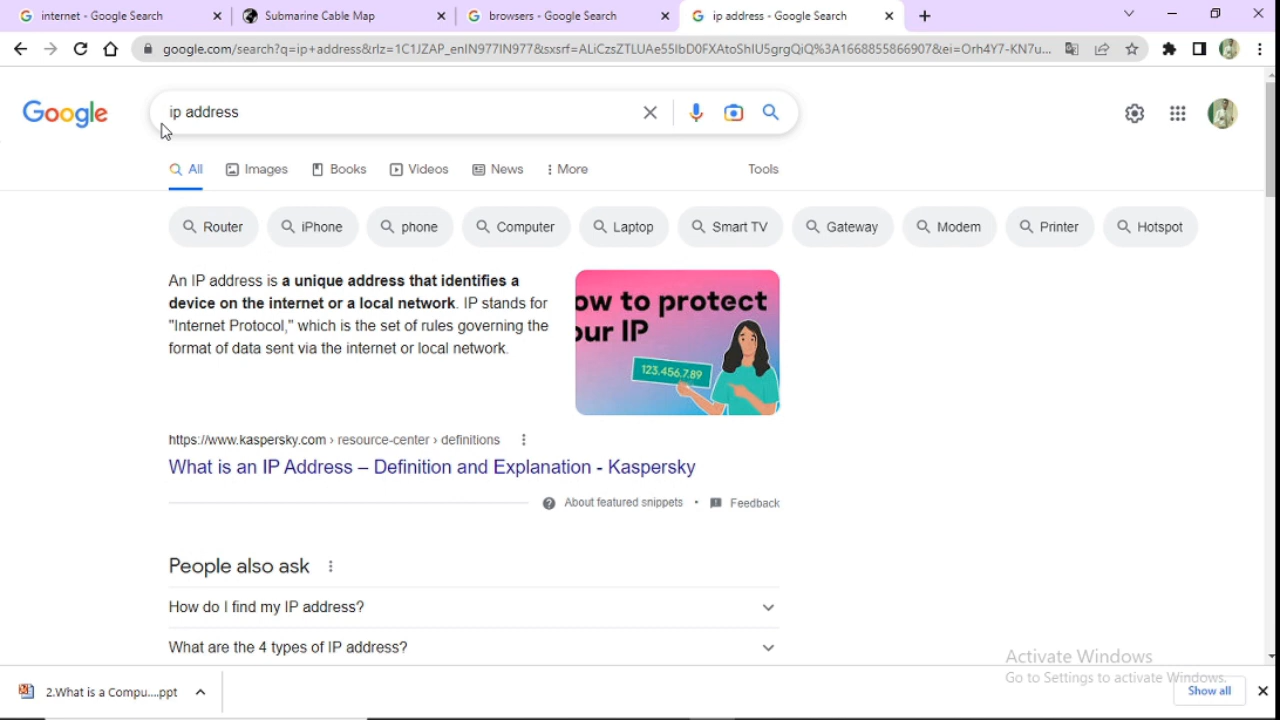 internet - Google Search
Submarine Cable Map
browsers - Google Search
ip address - Google Search
google.com/search?q=ip+address&rlz=1C1JZAP_enIN977IN977&sxsrf=ALiCzsZTLUAe55IbD0FXAtoShIU5grgQiQ%3A1668855866907&ei=Orh4Y7-KN7u...
Google
ip address
All
Images
Books
Videos
News
More
Tools
Router
iPhone
phone
Computer
Laptop
Smart TV
Gateway
Modem
Printer
Hotspot
An IP address is a unique address that identifies a
device on the internet or a local network. IP stands for
"Internet Protocol," which is the set of rules governing the
format of data sent via the internet or local network.
ow to protect
our IP
123.456.7.89
https://www.kaspersky.com › resource-center › definitions
What is an IP Address – Definition and Explanation - Kaspersky
About featured snippets • Feedback
People also ask
How do I find my IP address?
What are the 4 types of IP address?
Activate Windows
Go to Settings to activate Windows.
2.What is a Compu....ppt
Show all